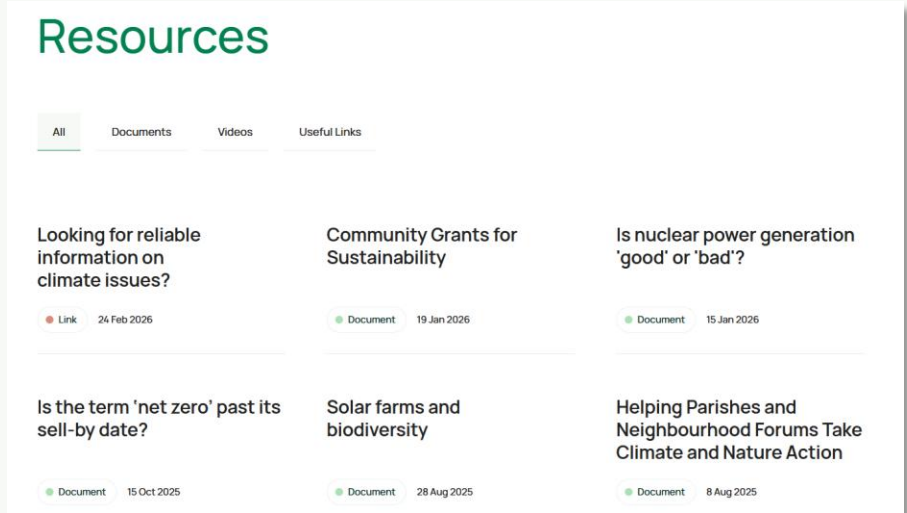 Resources
All
Documents
Videos
Useful Links
Looking for reliable
information on
climate issues?
Link 24 Feb 2026
Community Grants for
Sustainability
Document 19 Jan 2026
Is nuclear power generation
'good' or 'bad'?
Document 15 Jan 2026
Is the term ‘net zero’ past its
sell-by date?
Document 15 Oct 2025
Solar farms and
biodiversity
Document 28 Aug 2025
Helping Parishes and
Neighbourhood Forums Take
Climate and Nature Action
Document 8 Aug 2025